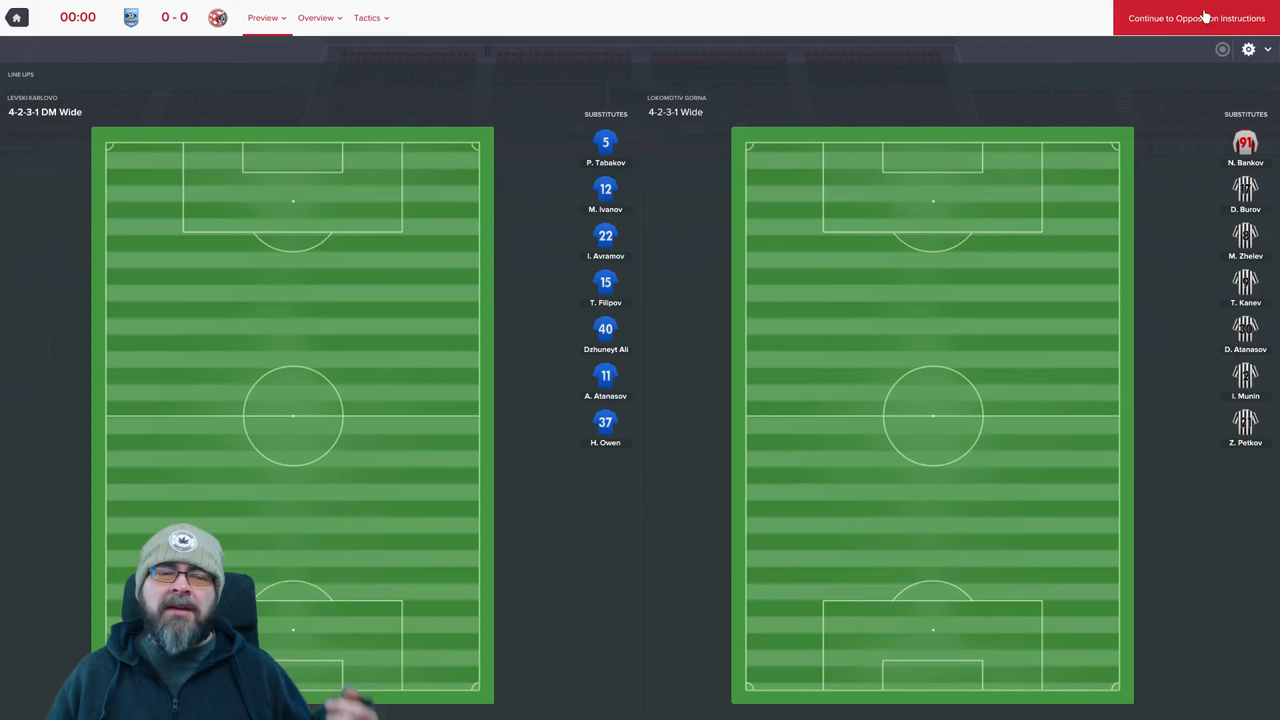 00:00
0 - 0
Preview
Overview
Tactics
Continue to Opposition Instructions
LINE UPS
LEVSKI KARLOVO
4-2-3-1 DM Wide
SUBSTITUTES
5
P. Tabakov
12
M. Ivanov
22
I. Avramov
15
T. Filipov
40
Dzhuneyt Ali
11
A. Atanasov
37
H. Owen
LOKOMOTIV GORNA
4-2-3-1 Wide
SUBSTITUTES
91
N. Bankov
D. Burov
M. Zhelev
T. Kanev
D. Atanasov
I. Munin
Z. Petkov